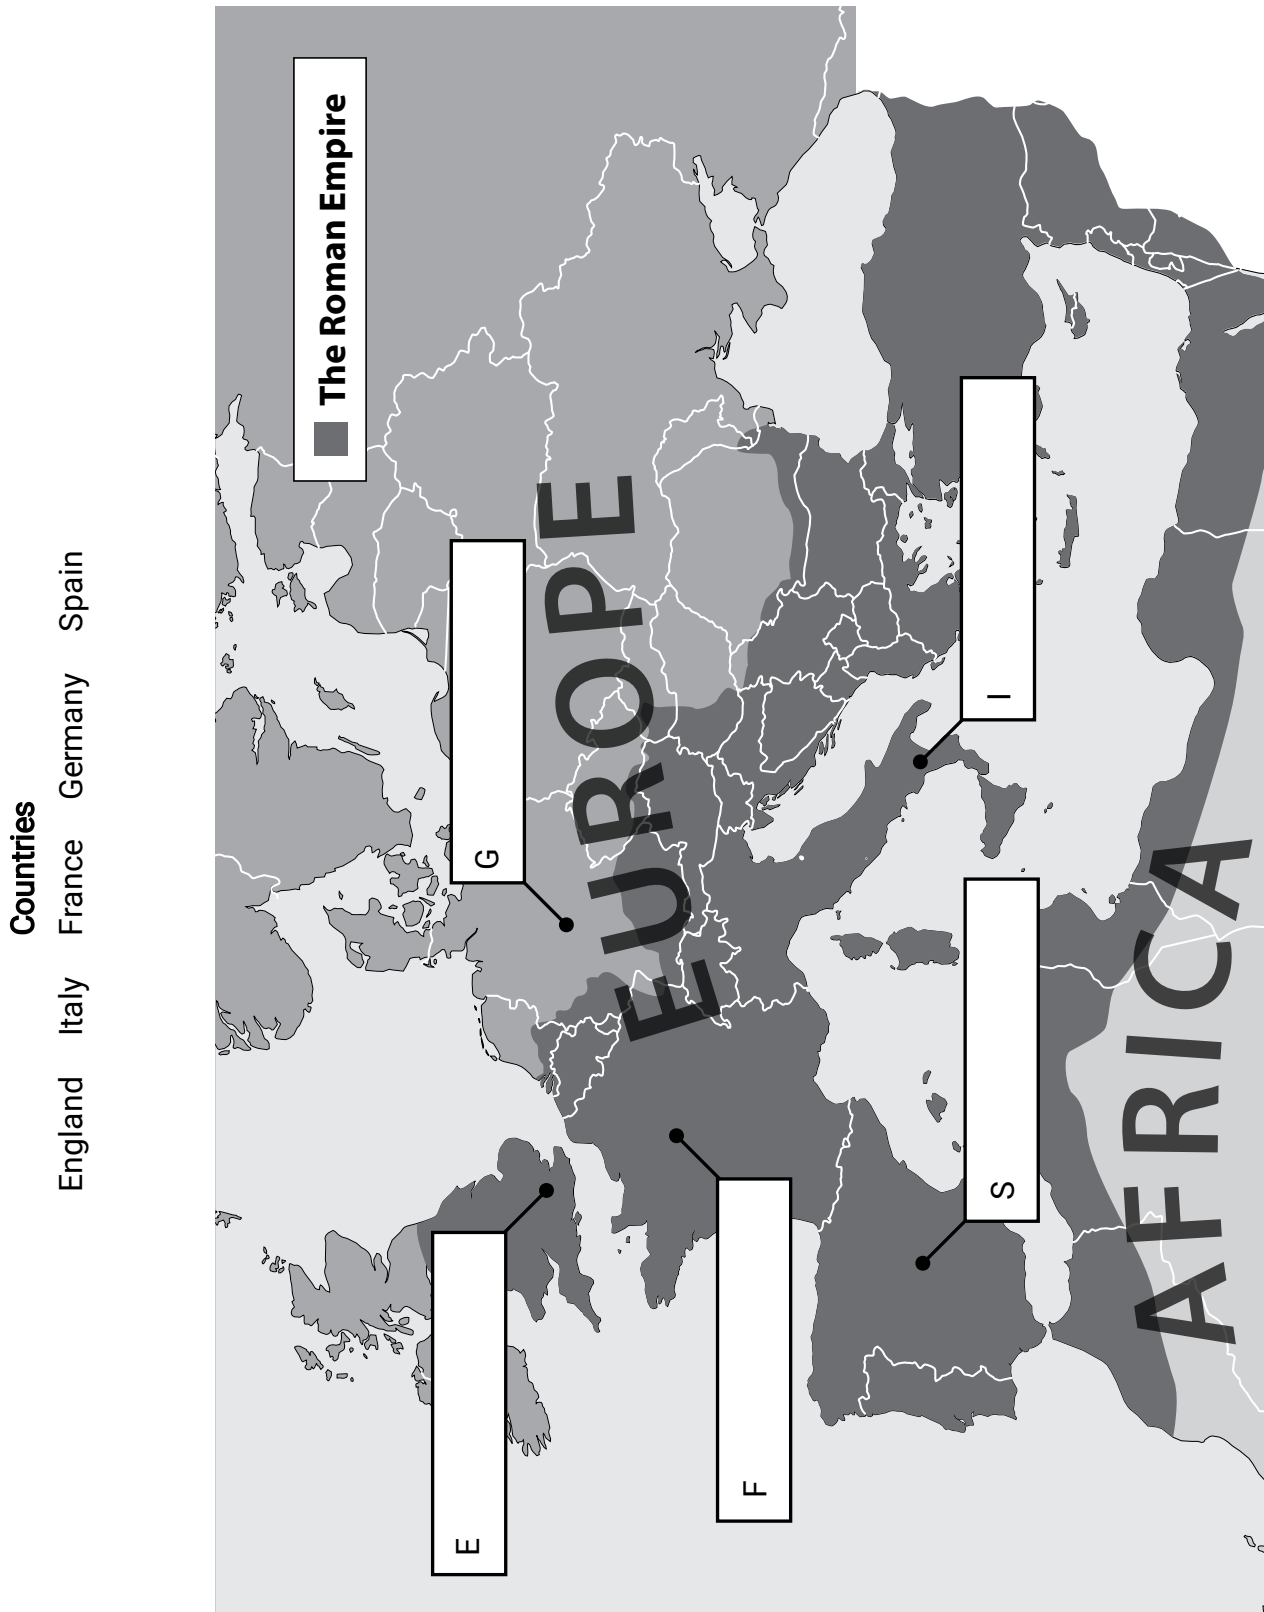 Countries
England Italy France Germany Spain
The Roman Empire
E
G
EUROPE
F
I
S
AFRICA